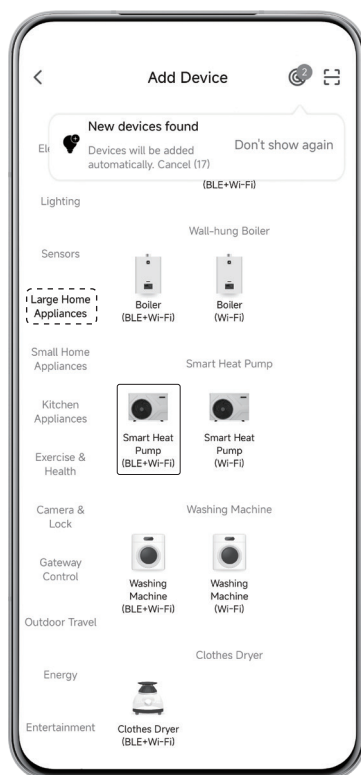 Add Device
2
New devices found
Devices will be added
automatically. Cancel (17)
Don't show again
El
(BLE+Wi-Fi)
Lighting
Wall-hung Boiler
Sensors
Boiler
(BLE+Wi-Fi)
Boiler
(Wi-Fi)
Large Home
Appliances
Small Home
Appliances
Smart Heat Pump
Kitchen
Appliances
Smart Heat
Pump
(BLE+Wi-Fi)
Smart Heat
Pump
(Wi-Fi)
Exercise &
Health
Camera &
Lock
Washing Machine
Gateway
Control
Washing
Machine
(BLE+Wi-Fi)
Washing
Machine
(Wi-Fi)
Outdoor Travel
Clothes Dryer
Energy
Entertainment
Clothes Dryer
(BLE+Wi-Fi)